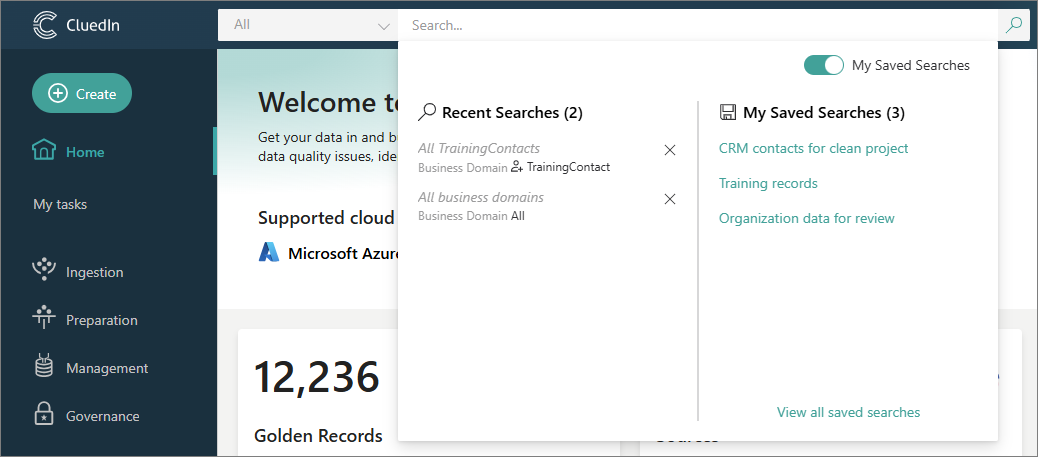 CluedIn
All
Search...
My Saved Searches
Create
Home
My tasks
Ingestion
Preparation
Management
Governance
Welcome to
Get your data in and b
data quality issues, ide
Supported cloud
Microsoft Azure
Recent Searches (2)
All TrainingContacts
Business Domain TrainingContact
All business domains
Business Domain All
My Saved Searches (3)
CRM contacts for clean project
Training records
Organization data for review
View all saved searches
12,236
Golden Records